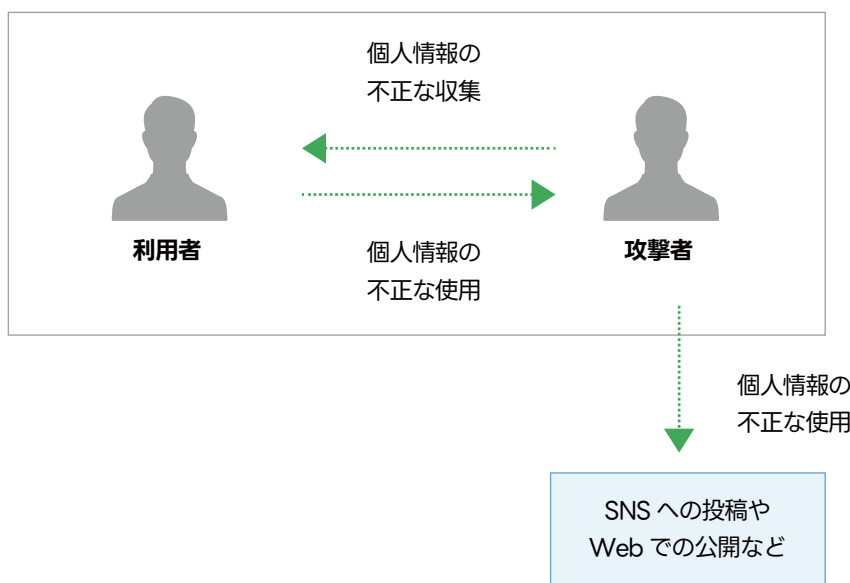 個人情報の
不正な収集
利用者
個人情報の
不正な使用
攻撃者
個人情報の
不正な使用
SNS への投稿や
Web での公開など